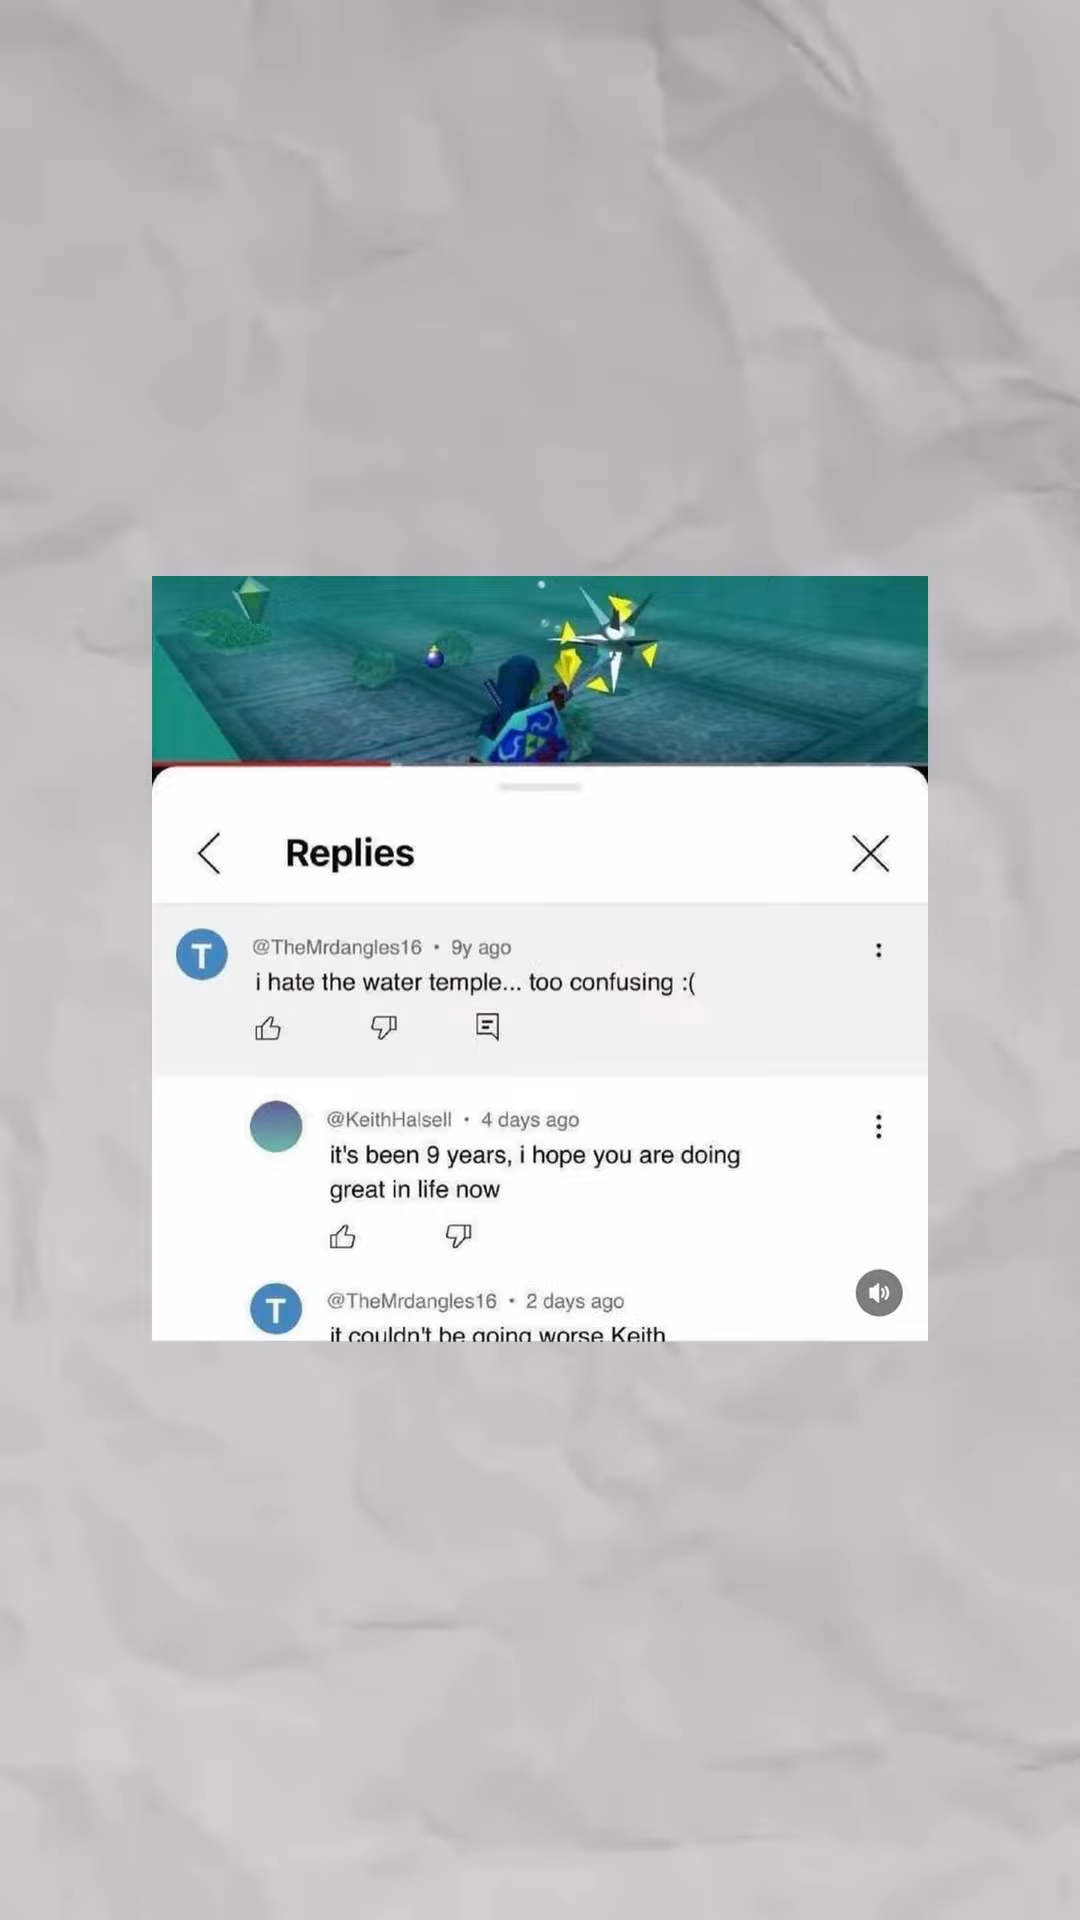 Replies
T
@TheMrdangles16 • 9y ago
i hate the water temple... too confusing :(
@KeithHalsell • 4 days ago
it's been 9 years, i hope you are doing
great in life now
T
@TheMrdangles16 • 2 days ago
it couldn't be going worse Keith